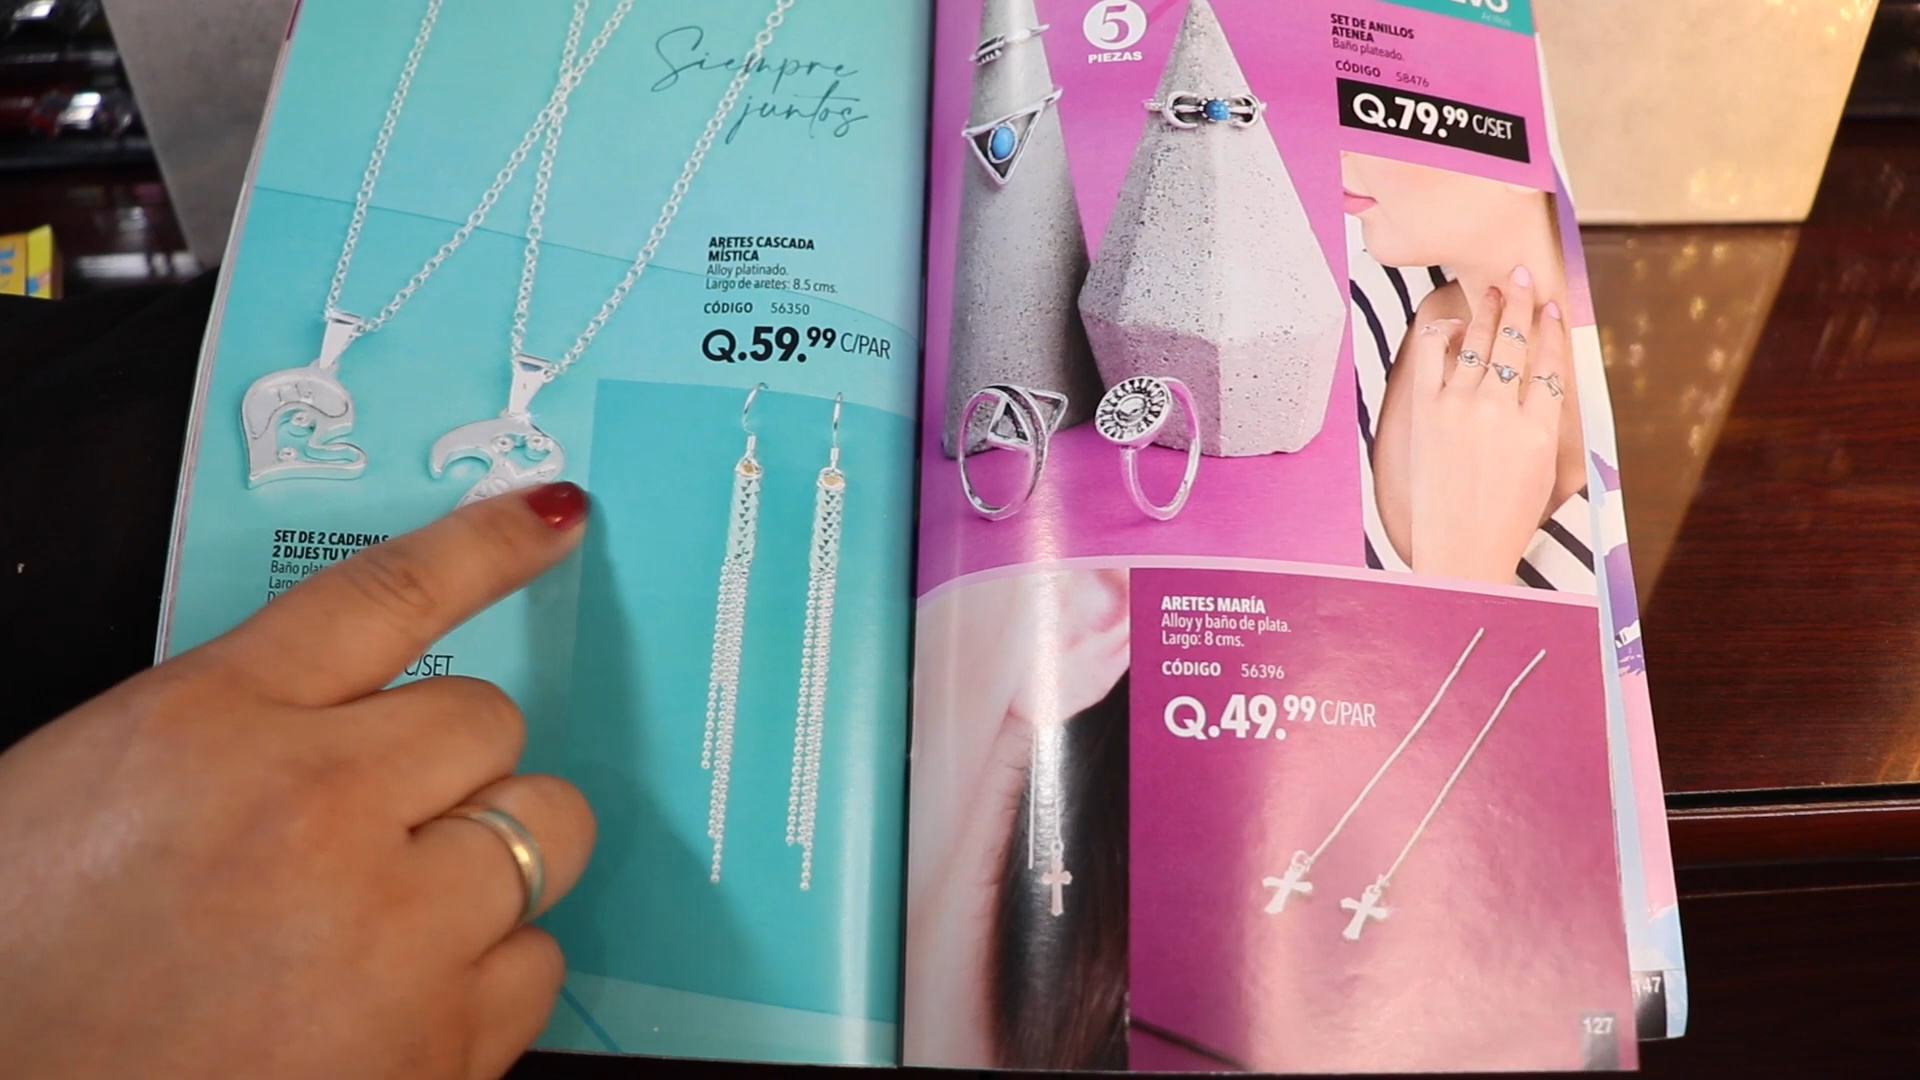 Siempre
juntos
ARETES CASCADA
MÍSTICA
Alloy platinado.
Largo de aretes: 8.5 cms.
CÓDIGO 56350
Q.59.99 C/PAR
SET DE 2 CADENAS
2 DIJES TU Y
Baño
C/SET
5
PIEZAS
Anillos
SET DE ANILLOS
ATENEA
Baño plateado.
CÓDIGO 58476
Q.79.99 C/SET
ARETES MARÍA
Alloy y baño de plata.
Largo: 8 cms.
CÓDIGO 56396
Q.49.99 C/PAR
127
147